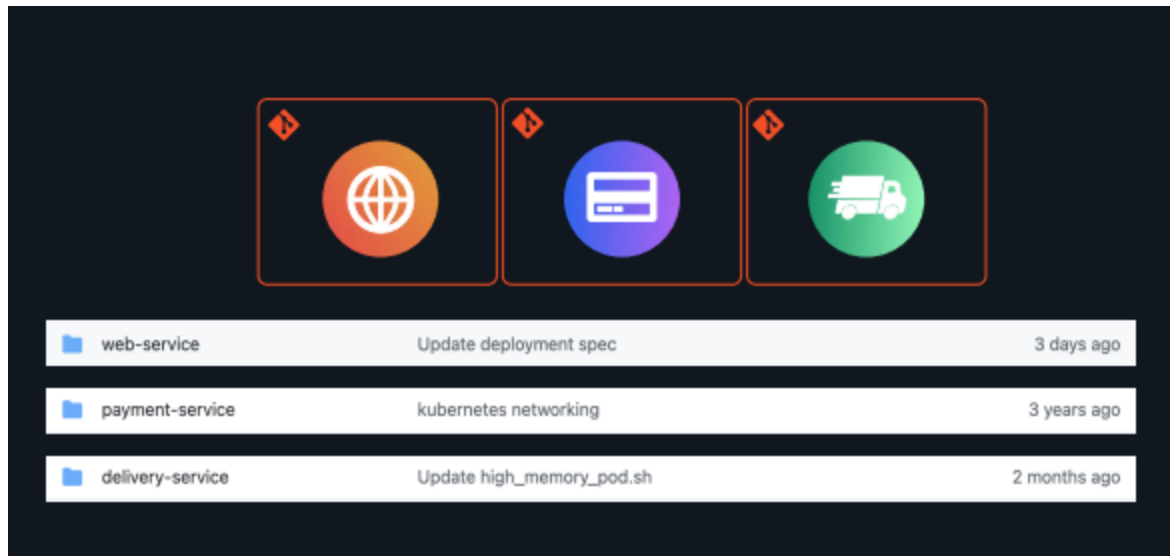 web-service Update deployment spec 3 days ago
payment-service kubernetes networking 3 years ago
delivery-service Update high_memory_pod.sh 2 months ago